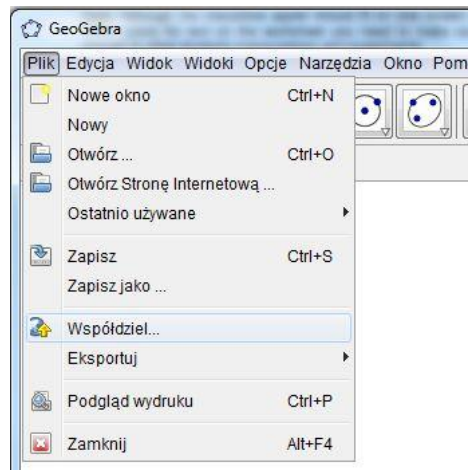 GeoGebra
Plik Edycja Widok Widoki Opcje Narzędzia Okno Pom
Nowe okno Ctrl+N
Nowy
Otwórz ... Ctrl+O
Otwórz Stronę Internetową ...
Ostatnio używane
Zapisz Ctrl+S
Zapisz jako ...
Współdziel...
Eksportuj
Podgląd wydruku Ctrl+P
Zamknij Alt+F4